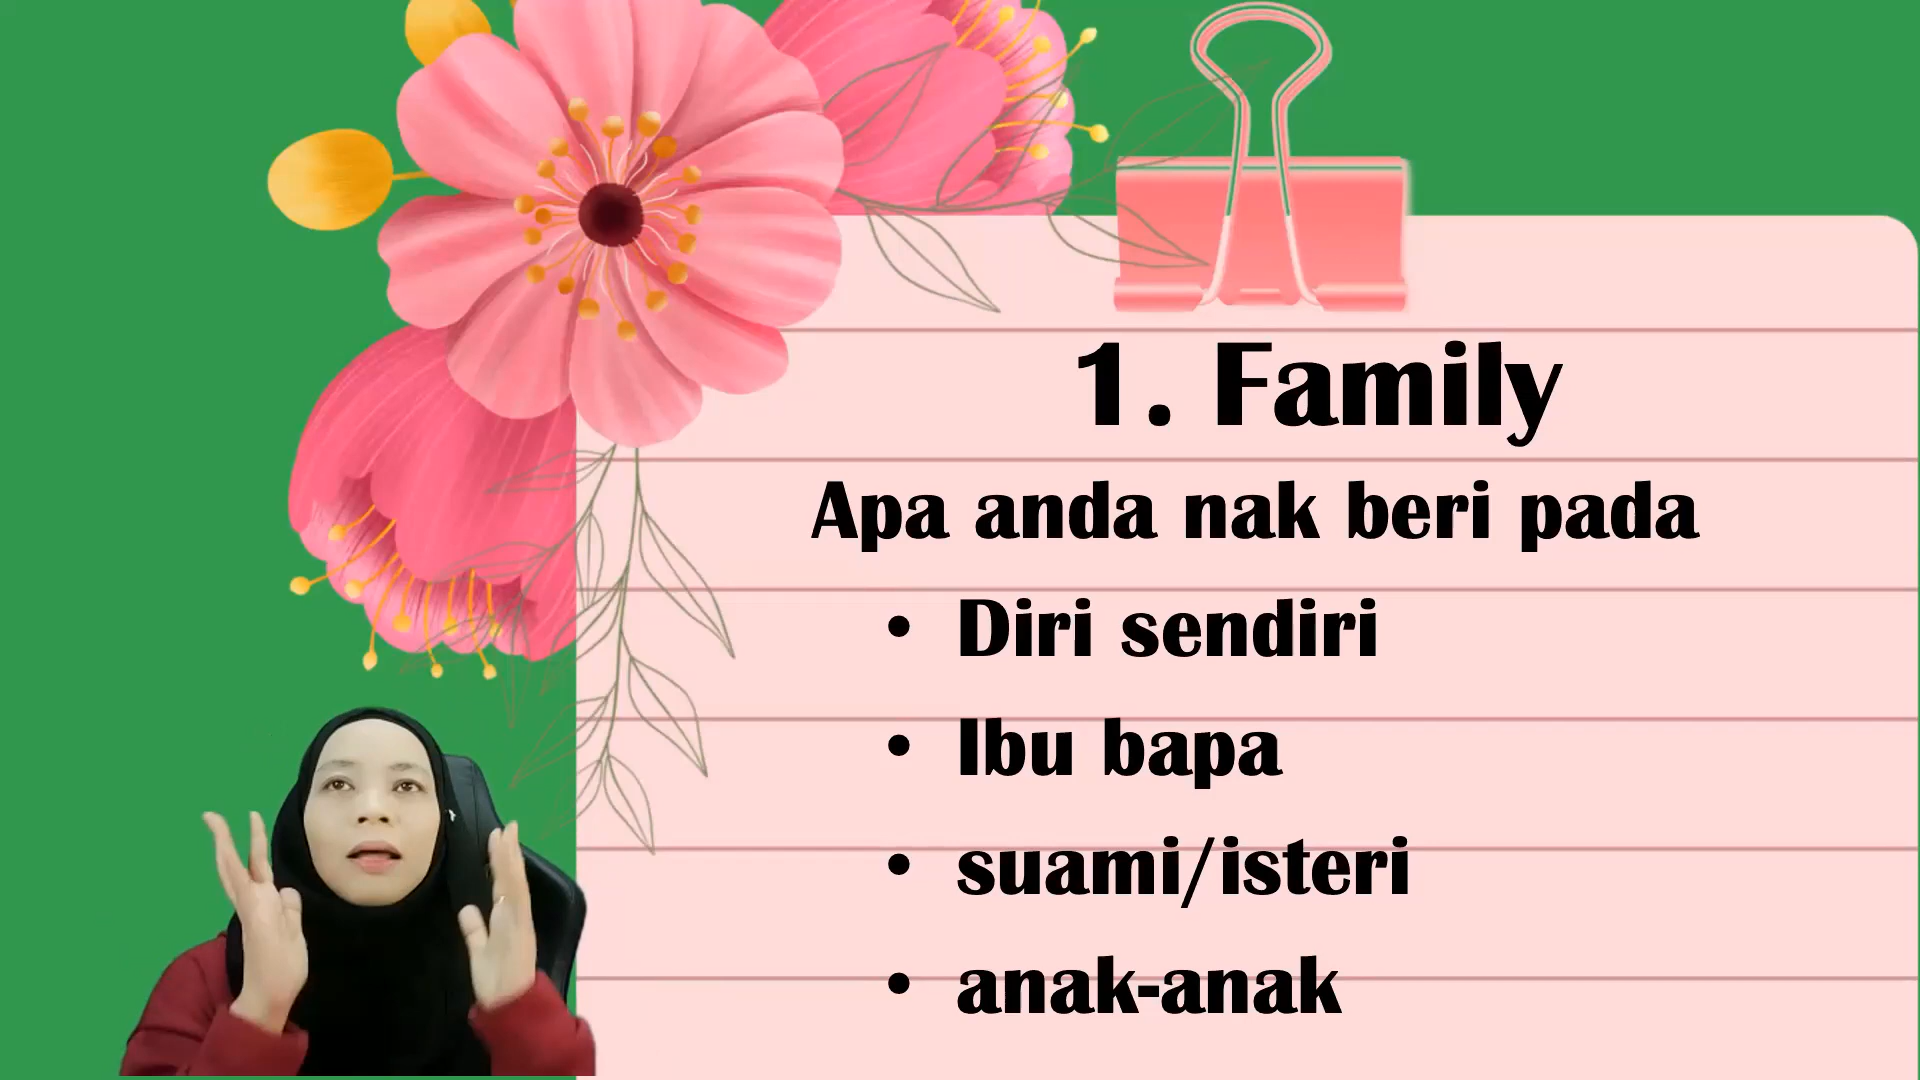 1. Family
Apa anda nak beri pada
• Diri sendiri
• Ibu bapa
• suami/isteri
• anak-anak